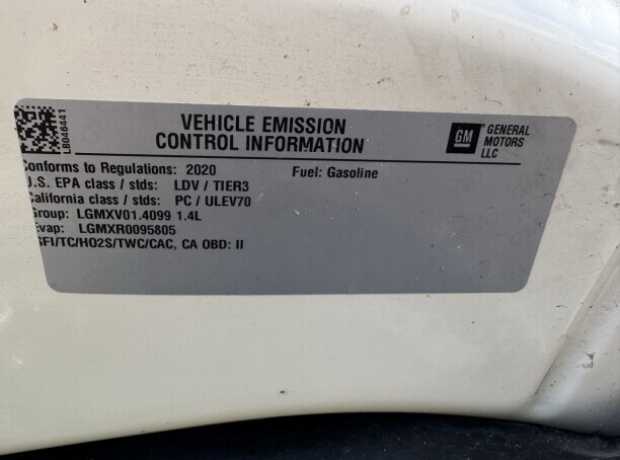 VEHICLE EMISSION
CONTROL INFORMATION
GM
GENERAL
MOTORS
LLC
LB046441
Conforms to Regulations: 2020 Fuel: Gasoline
U.S. EPA class / stds: LDV / TIER3
California class / stds: PC / ULEV70
Group: LGMXV01.4099 1.4L
Evap: LGMXR0095805
SFI/TC/HO2S/TWC/CAC, CA OBD: II